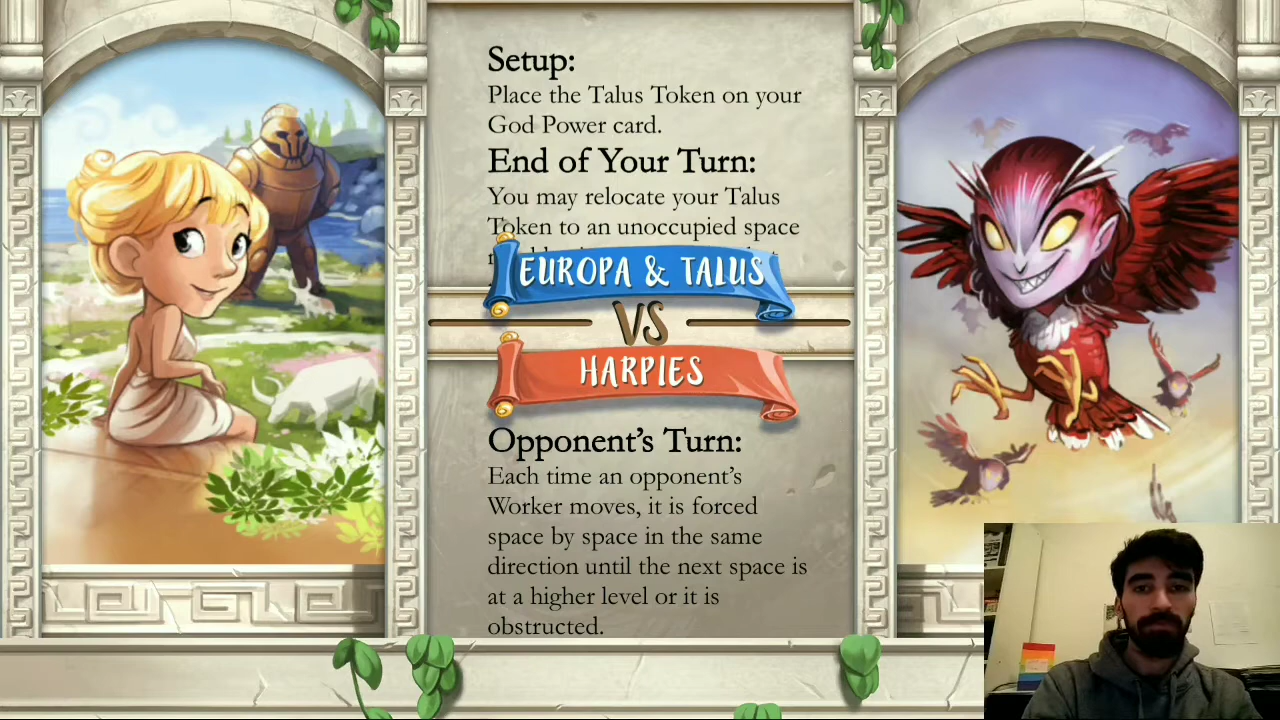 Setup:
Place the Talus Token on your
God Power card.
End of Your Turn:
You may relocate your Talus
Token to an unoccupied space
EUROPA & TALUS
VS
HARPIES
Opponent's Turn:
Each time an opponent's
Worker moves, it is forced
space by space in the same
direction until the next space is
at a higher level or it is
obstructed.